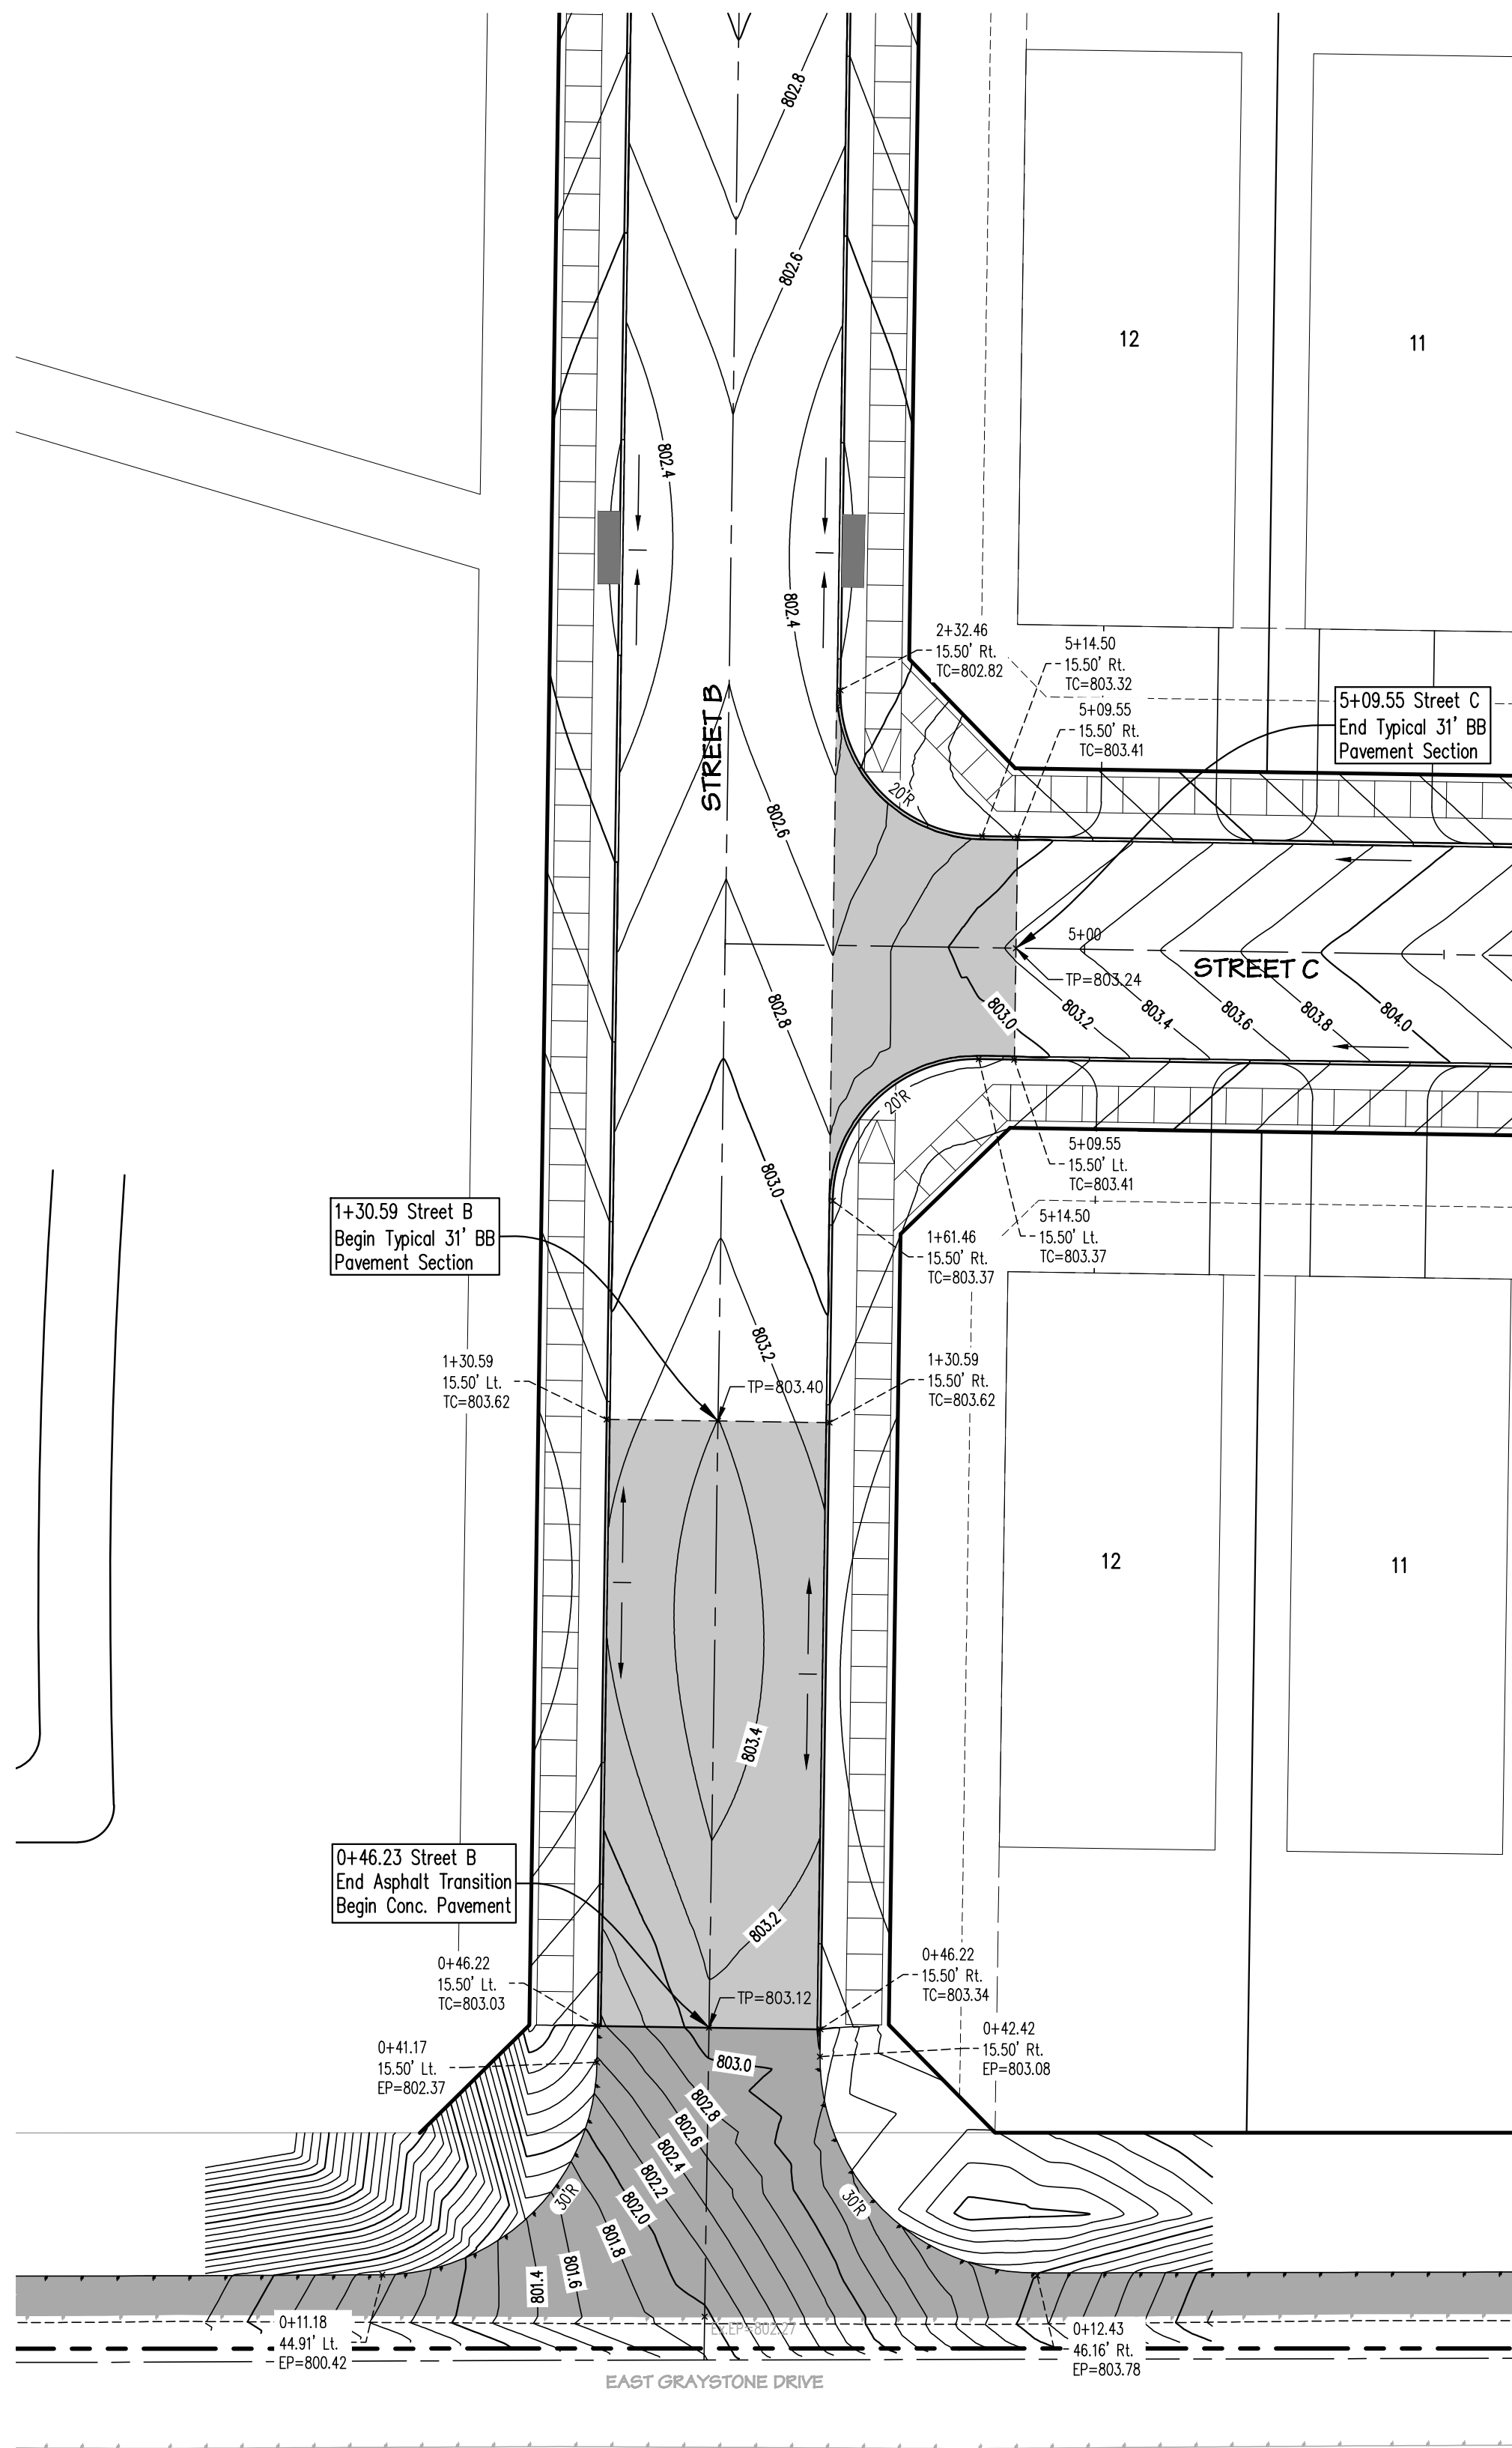 802.8
802.6
12
11
802.4
802.4
2+32.46
15.50' Rt.
TC=802.82
5+14.50
15.50' Rt.
TC=803.32
5+09.55
15.50' Rt.
TC=803.41
5+09.55 Street C
End Typical 31' BB
Pavement Section
STREET B
20'R
802.6
802.8
5+00
STREET C
TP=803.24
803.0
803.2
803.4
803.6
803.8
804.0
20'R
5+09.55
15.50' Lt.
TC=803.41
5+14.50
15.50' Lt.
TC=803.37
803.0
1+30.59 Street B
Begin Typical 31' BB
Pavement Section
1+61.46
15.50' Rt.
TC=803.37
803.2
1+30.59
15.50' Lt.
TC=803.62
TP=803.40
1+30.59
15.50' Rt.
TC=803.62
12
11
803.4
0+46.23 Street B
End Asphalt Transition
Begin Conc. Pavement
803.2
0+46.22
15.50' Lt.
TC=803.03
TP=803.12
0+46.22
15.50' Rt.
TC=803.34
0+41.17
15.50' Lt.
EP=802.37
0+42.42
15.50' Rt.
EP=803.08
803.0
802.8
802.6
802.4
802.2
802.0
801.8
801.6
801.4
30'R
30'R
0+11.18
44.91' Lt.
EP=800.42
EX.EP=802.27
0+12.43
46.16' Rt.
EP=803.78
EAST GRAYSTONE DRIVE